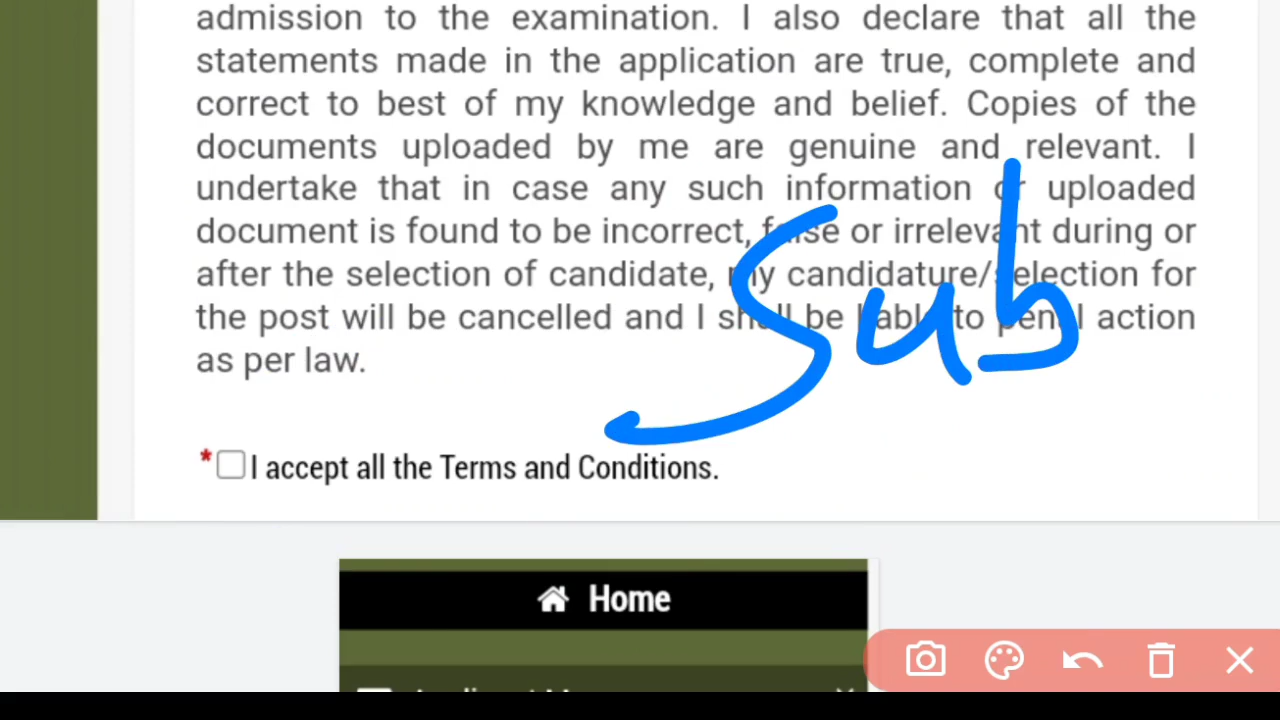 admission to the examination. I also declare that all the
statements made in the application are true, complete and
correct to best of my knowledge and belief. Copies of the
documents uploaded by me are genuine and relevant. I
undertake that in case any such information or uploaded
document is found to be incorrect, false or irrelevant during or
after the selection of candidate, my candidature/selection for
the post will be cancelled and I shall be liable to penal action
as per law.
Sub
* I accept all the Terms and Conditions.
Home